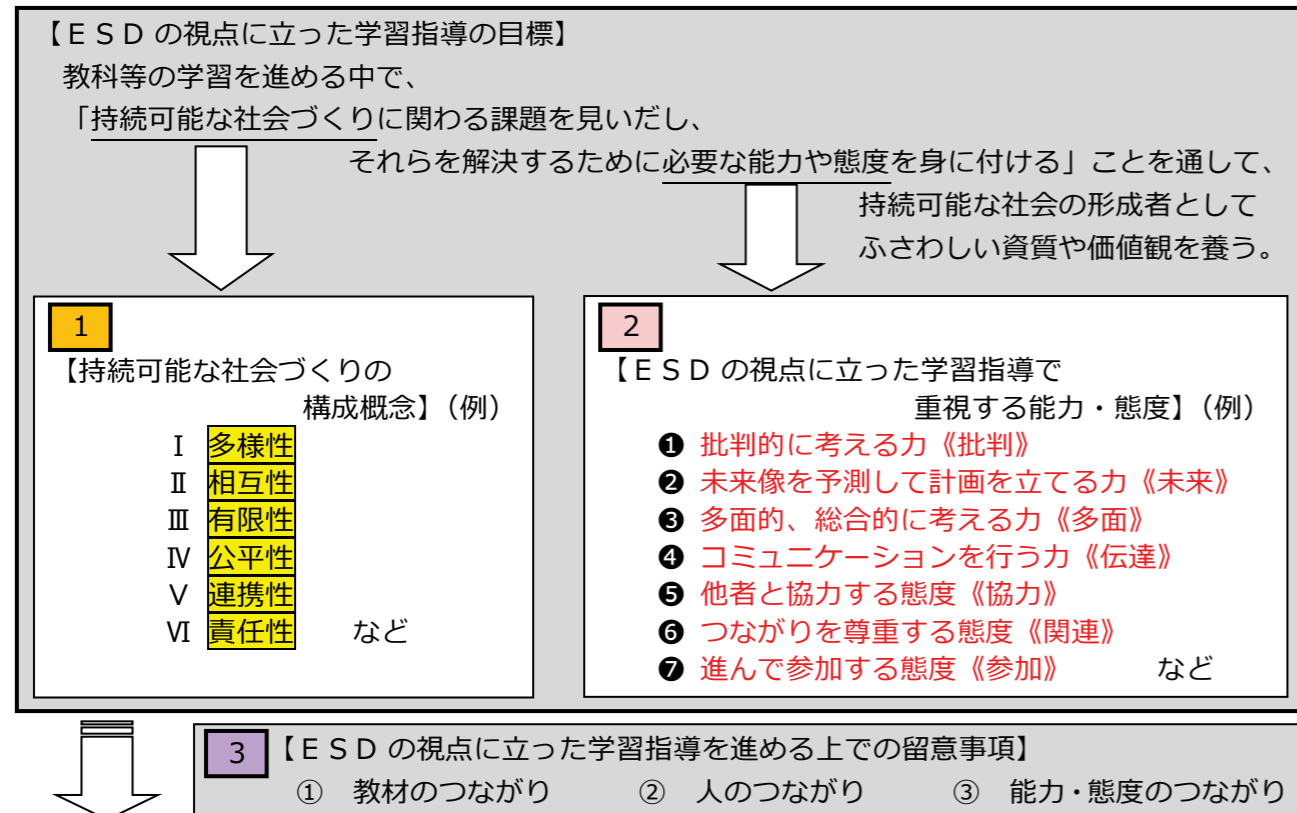 【ＥＳＤの視点に立った学習指導の目標】
教科等の学習を進める中で、
「持続可能な社会づくりに関わる課題を見いだし、
それらを解決するために必要な能力や態度を身に付ける」ことを通して、
持続可能な社会の形成者として
ふさわしい資質や価値観を養う。
1
【持続可能な社会づくりの
構成概念】（例）
Ⅰ 多様性
Ⅱ 相互性
Ⅲ 有限性
Ⅳ 公平性
Ⅴ 連携性
Ⅵ 責任性 など
2
【ＥＳＤの視点に立った学習指導で
重視する能力・態度】（例）
❶ 批判的に考える力《批判》
❷ 未来像を予測して計画を立てる力《未来》
❸ 多面的、総合的に考える力《多面》
❹ コミュニケーションを行う力《伝達》
❺ 他者と協力する態度《協力》
❻ つながりを尊重する態度《関連》
❼ 進んで参加する態度《参加》 など
3 【ＥＳＤの視点に立った学習指導を進める上での留意事項】
① 教材のつながり ② 人のつながり ③ 能力・態度のつながり